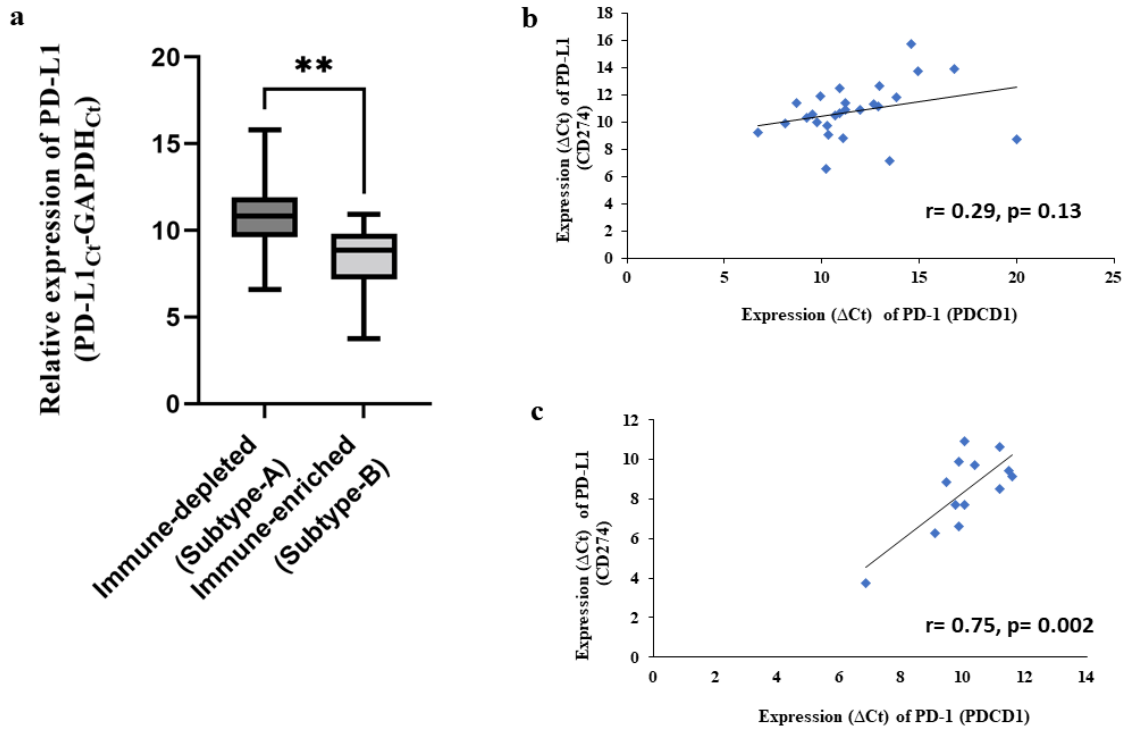 a
Relative expression of PD-L1
(PD-L1Ct-GAPDHCt)
20
15
10
5
0
**
Immune-depleted
(Subtype-A)
Immune-enriched
(Subtype-B)
b
Expression (ΔCt) of PD-L1
(CD274)
18
16
14
12
10
8
6
4
2
0
r= 0.29, p= 0.13
0 5 10 15 20 25
Expression (ΔCt) of PD-1 (PDCD1)
c
Expression (ΔCt) of PD-L1
(CD274)
12
10
8
6
4
2
0
r= 0.75, p= 0.002
0 2 4 6 8 10 12 14
Expression (ΔCt) of PD-1 (PDCD1)